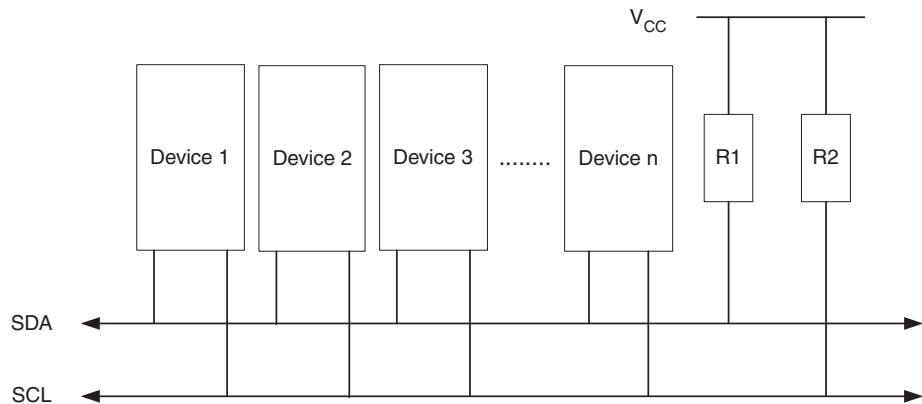 V_CC
Device 1
Device 2
Device 3
........
Device n
R1
R2
SDA
SCL